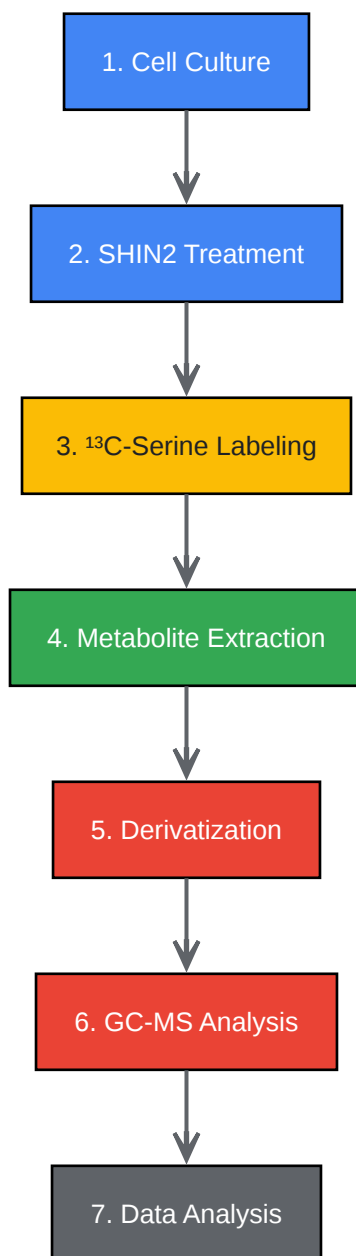 1. Cell Culture
2. SHIN2 Treatment
3. ¹³C-Serine Labeling
4. Metabolite Extraction
5. Derivatization
6. GC-MS Analysis
7. Data Analysis